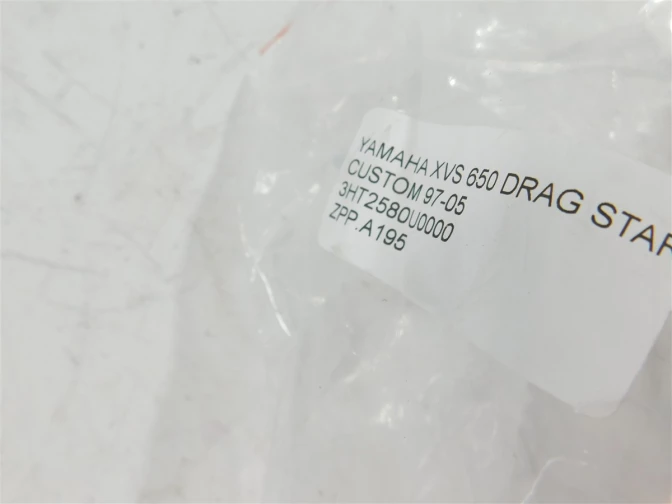 YAMAHA XVS 650 DRAG STAR
CUSTOM 97-05
3HT2580U0000
ZPP.A195